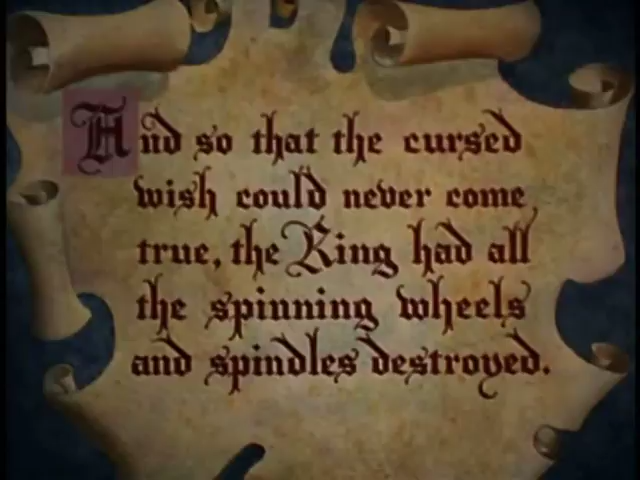 And so that the cursed
wish could never come
true, the King had all
the spinning wheels
and spindles destroyed.